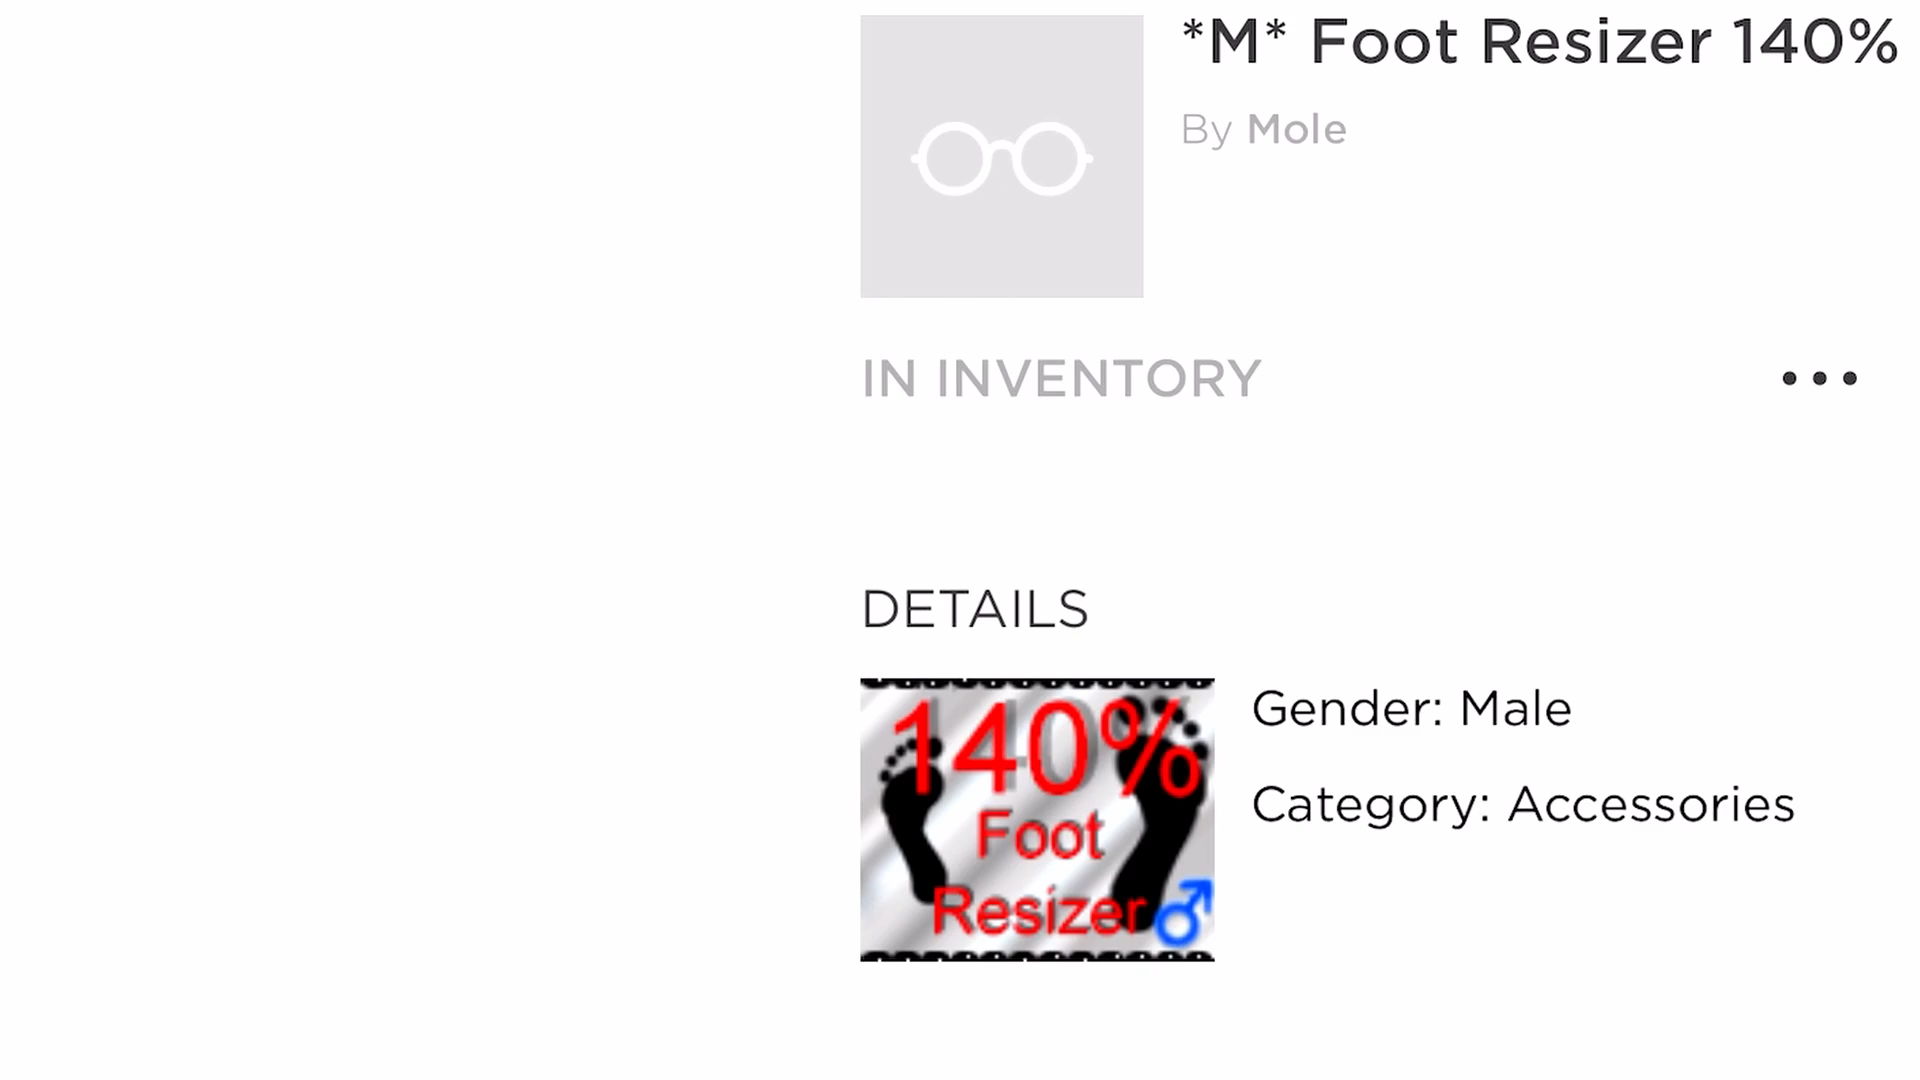 *M* Foot Resizer 140%
By Mole
IN INVENTORY
DETAILS
140%
Foot
Resizer
Gender: Male
Category: Accessories